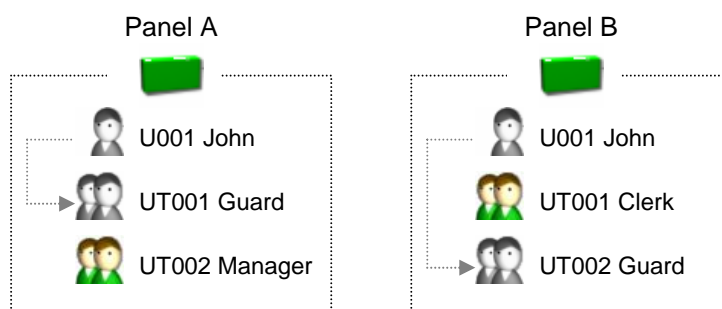 Panel A
U001 John
UT001 Guard
UT002 Manager
Panel B
U001 John
UT001 Clerk
UT002 Guard